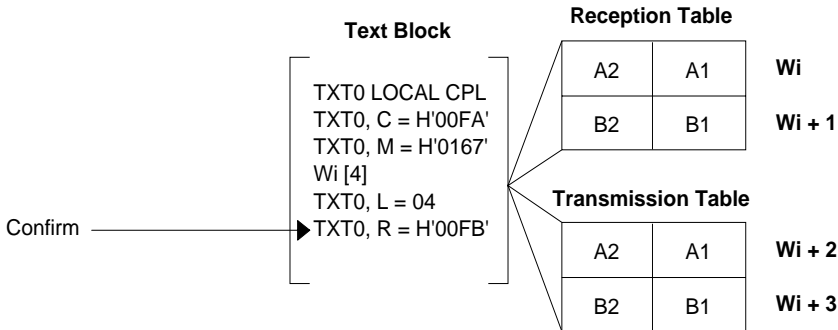 Text Block
TXT0 LOCAL CPL
TXT0, C = H'00FA'
TXT0, M = H'0167'
Wi [4]
TXT0, L = 04
TXT0, R = H'00FB'
Confirm
Reception Table
A2 A1 Wi
B2 B1 Wi + 1
Transmission Table
A2 A1 Wi + 2
B2 B1 Wi + 3